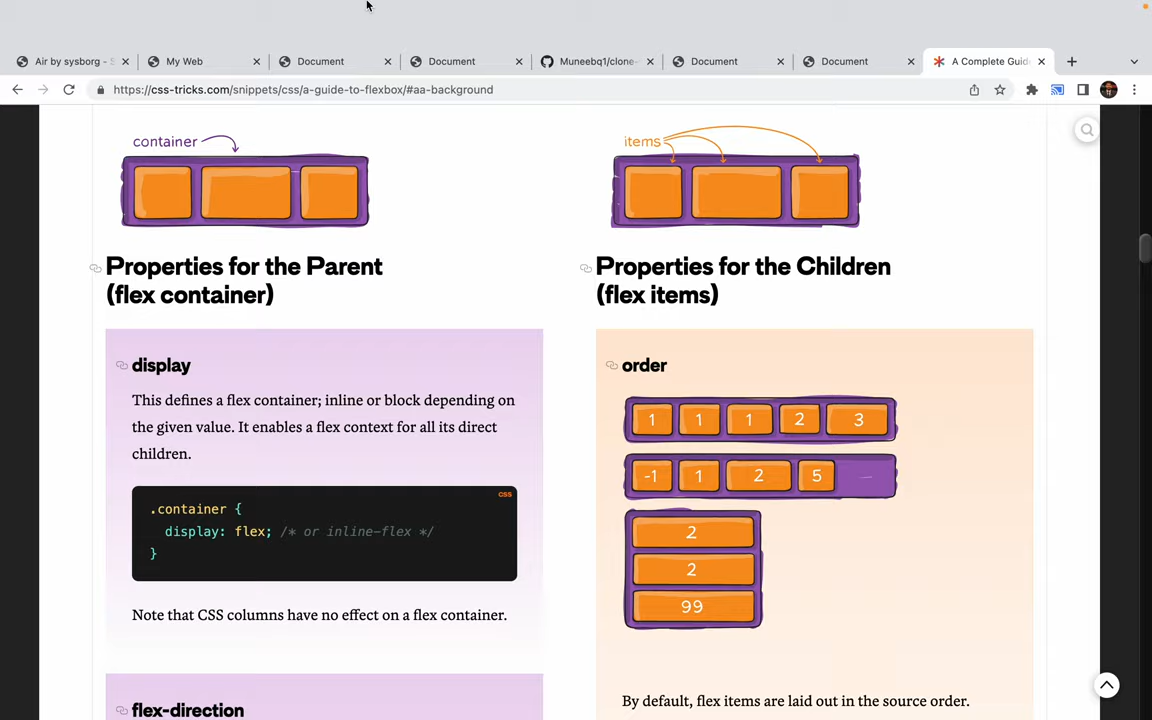 Air by sysborg - S
My Web
Document
Document
Muneebq1/clone-
Document
Document
A Complete Guid
https://css-tricks.com/snippets/css/a-guide-to-flexbox/#aa-background
container
items
Properties for the Parent
(flex container)
Properties for the Children
(flex items)
display
This defines a flex container; inline or block depending on
the given value. It enables a flex context for all its direct
children.
CSS
.container {
display: flex; /* or inline-flex */
}
Note that CSS columns have no effect on a flex container.
flex-direction
order
1 1 1 2 3
-1 1 2 5
2
2
99
By default, flex items are laid out in the source order.